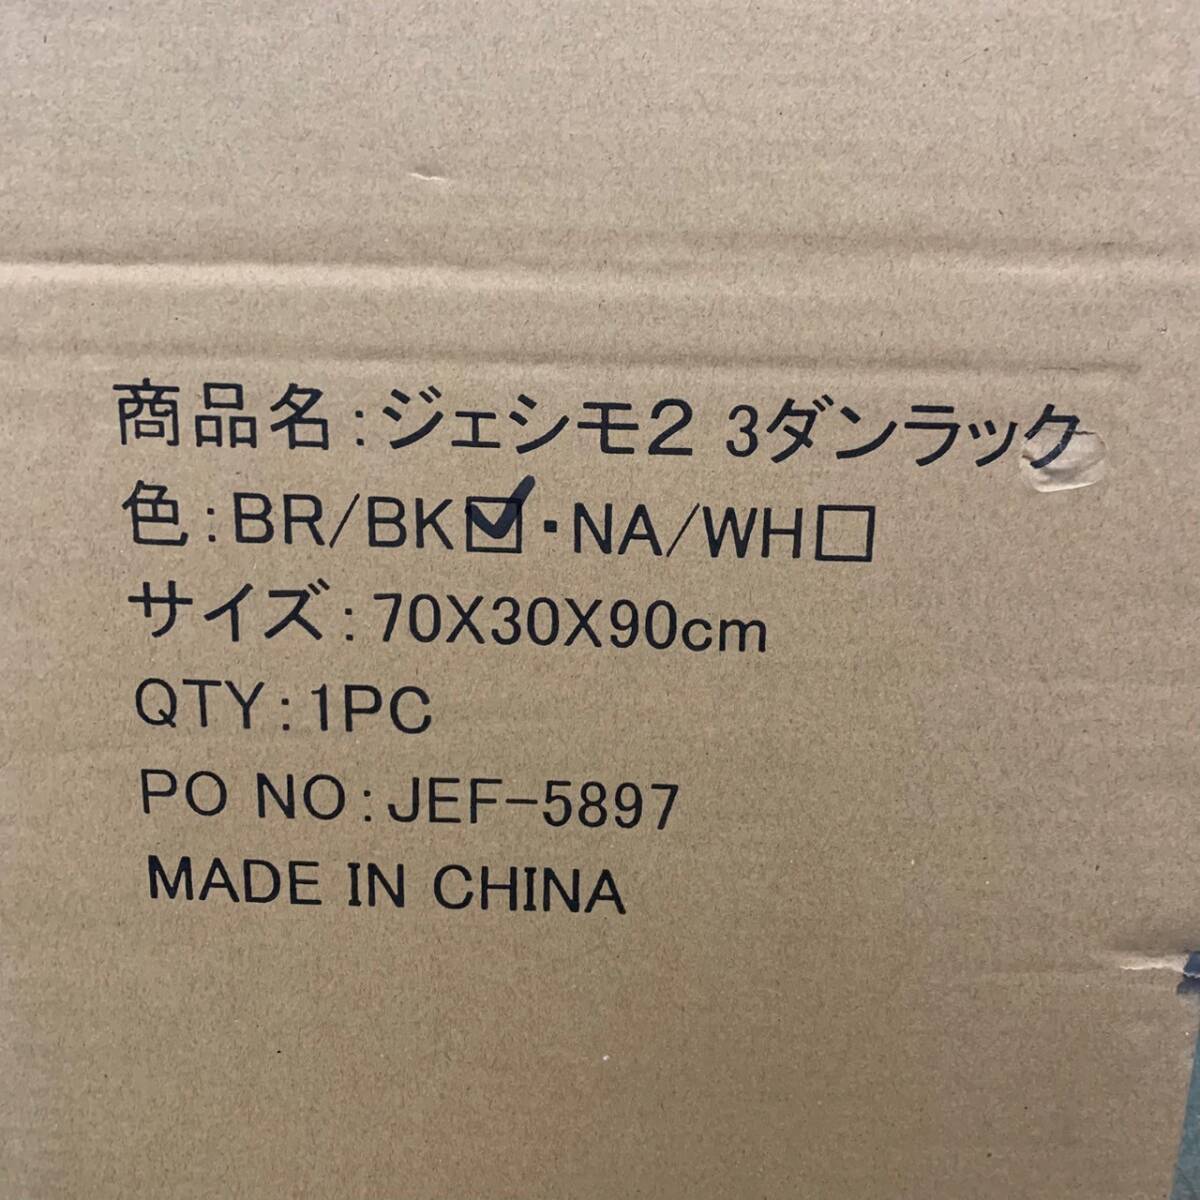 商品名:ジェシモ2 3ダンラック
色:BR/BK☑・NA/WH□
サイズ:70X30X90cm
QTY:1PC
PO NO:JEF-5897
MADE IN CHINA